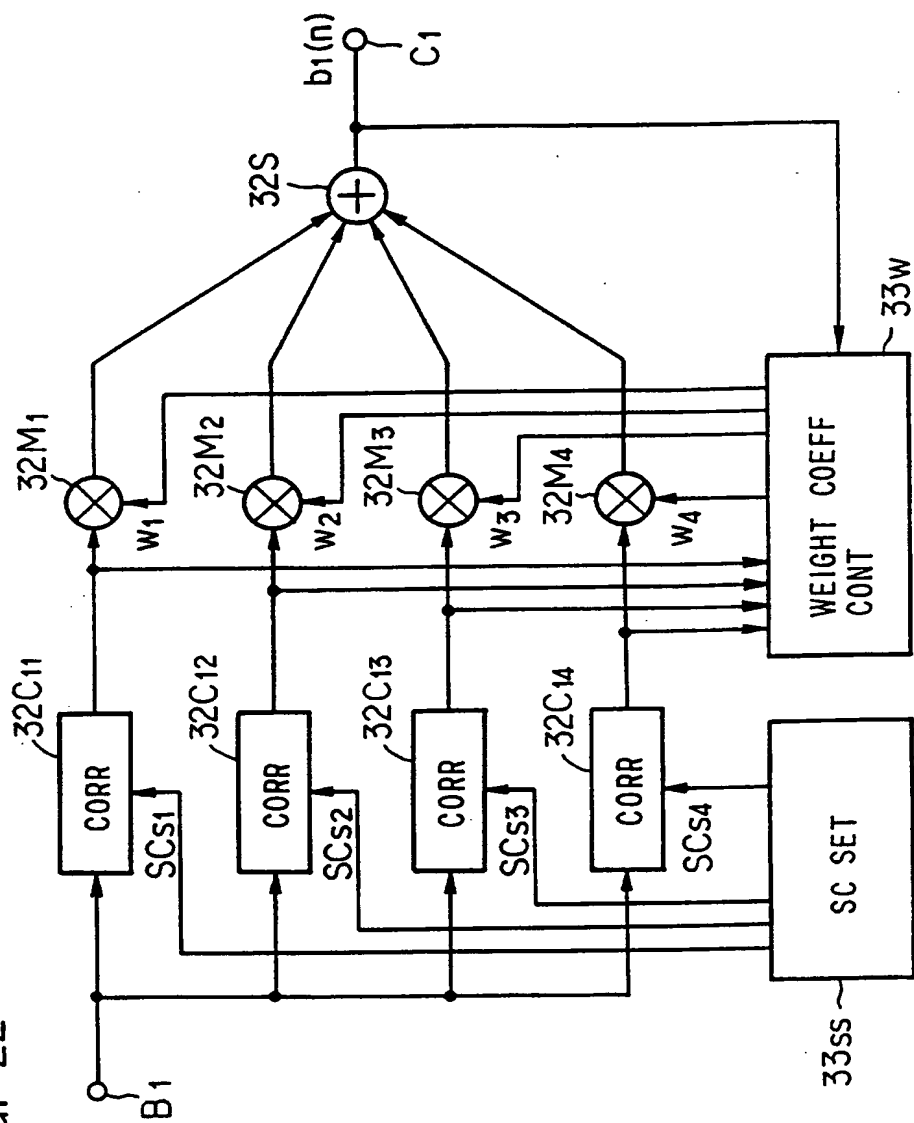 32M1
32M2
32M3
32M4
32S
b1(n)
C1
32C11
32C12
32C13
32C14
CORR
CORR
CORR
CORR
w1
w2
w3
w4
SCs1
SCs2
SCs3
SCs4
B1
SC SET
33ss
WEIGHT COEFF
CONT
33w